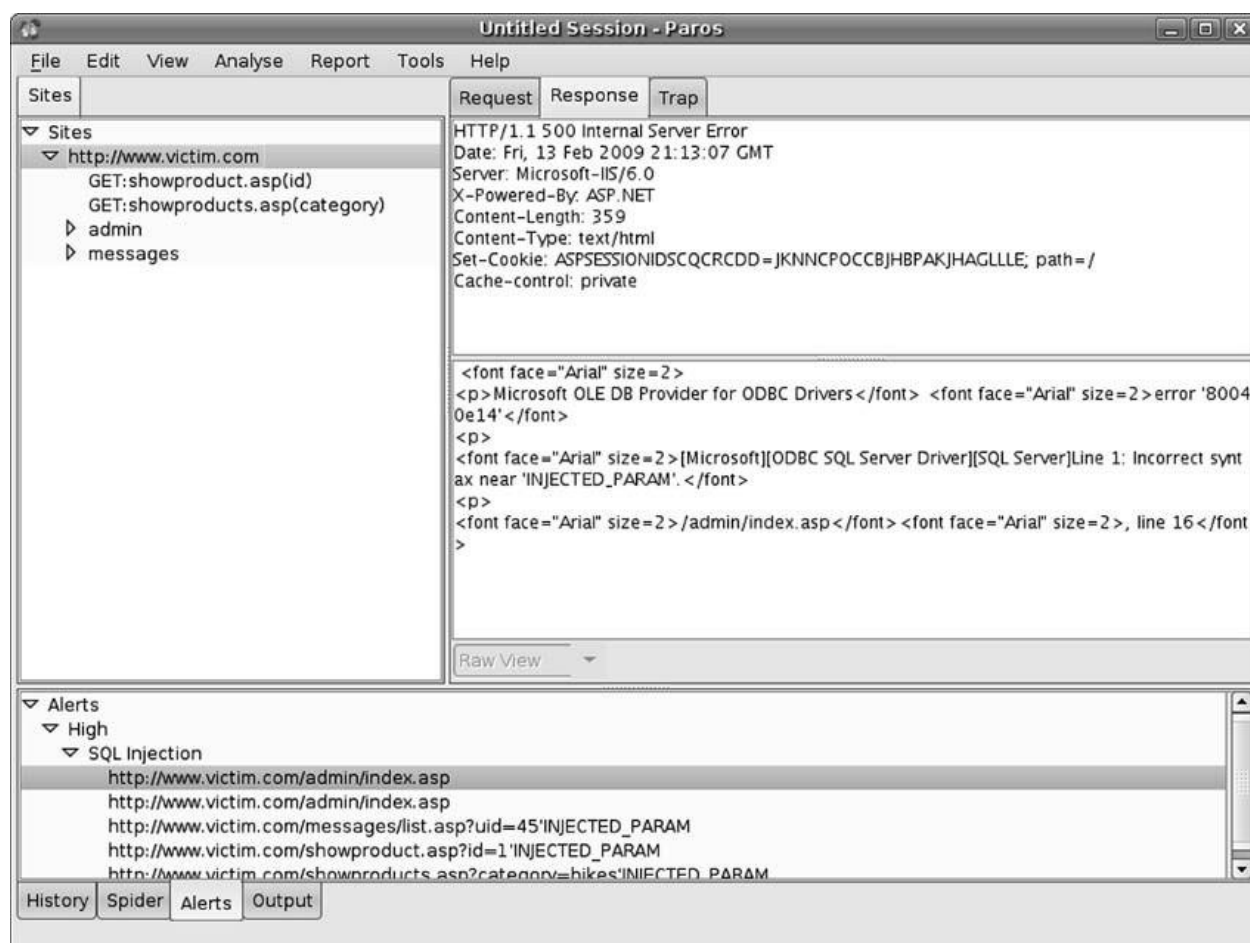 Untitled Session - Paros
File Edit View Analyse Report Tools Help
Sites
Sites
http://www.victim.com
GET:showproduct.asp(id)
GET:showproducts.asp(category)
admin
messages
Request Response Trap
HTTP/1.1 500 Internal Server Error
Date: Fri, 13 Feb 2009 21:13:07 GMT
Server: Microsoft-IIS/6.0
X-Powered-By: ASP.NET
Content-Length: 359
Content-Type: text/html
Set-Cookie: ASPSESSIONIDSCQCRCDD=JKNNCPOCCBJHBPAKJHAGLLLE; path=/
Cache-control: private
<font face="Arial" size=2>
<p>Microsoft OLE DB Provider for ODBC Drivers</font> <font face="Arial" size=2>error '8004
0e14'</font>
<p>
<font face="Arial" size=2>[Microsoft][ODBC SQL Server Driver][SQL Server]Line 1: Incorrect synt
ax near 'INJECTED_PARAM'.</font>
<p>
<font face="Arial" size=2>/admin/index.asp</font><font face="Arial" size=2>, line 16</font
>
Raw View
Alerts
High
SQL Injection
http://www.victim.com/admin/index.asp
http://www.victim.com/admin/index.asp
http://www.victim.com/messages/list.asp?uid=45'INJECTED_PARAM
http://www.victim.com/showproduct.asp?id=1'INJECTED_PARAM
http://www.victim.com/showproducts.asp?category=bikes'INJECTED_PARAM
History Spider Alerts Output